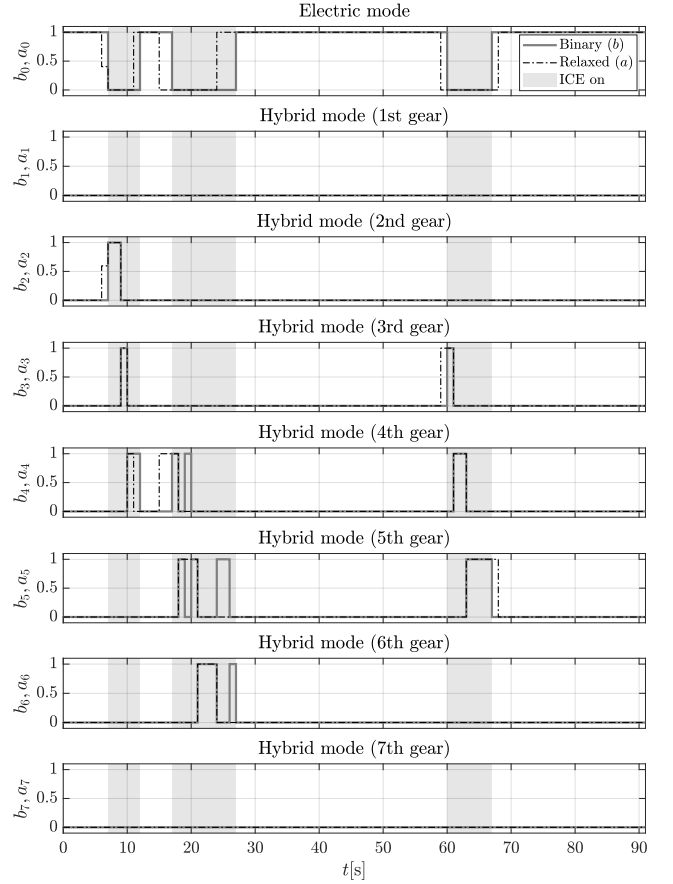 Electric mode
1
0.5
0
b₀, a₀
Binary (b)
Relaxed (a)
ICE on
Hybrid mode (1st gear)
1
0.5
0
b₁, a₁
Hybrid mode (2nd gear)
1
0.5
0
b₂, a₂
Hybrid mode (3rd gear)
1
0.5
0
b₃, a₃
Hybrid mode (4th gear)
1
0.5
0
b₄, a₄
Hybrid mode (5th gear)
1
0.5
0
b₅, a₅
Hybrid mode (6th gear)
1
0.5
0
b₆, a₆
Hybrid mode (7th gear)
1
0.5
0
b₇, a₇
0 10 20 30 40 50 60 70 80 90
t[s]